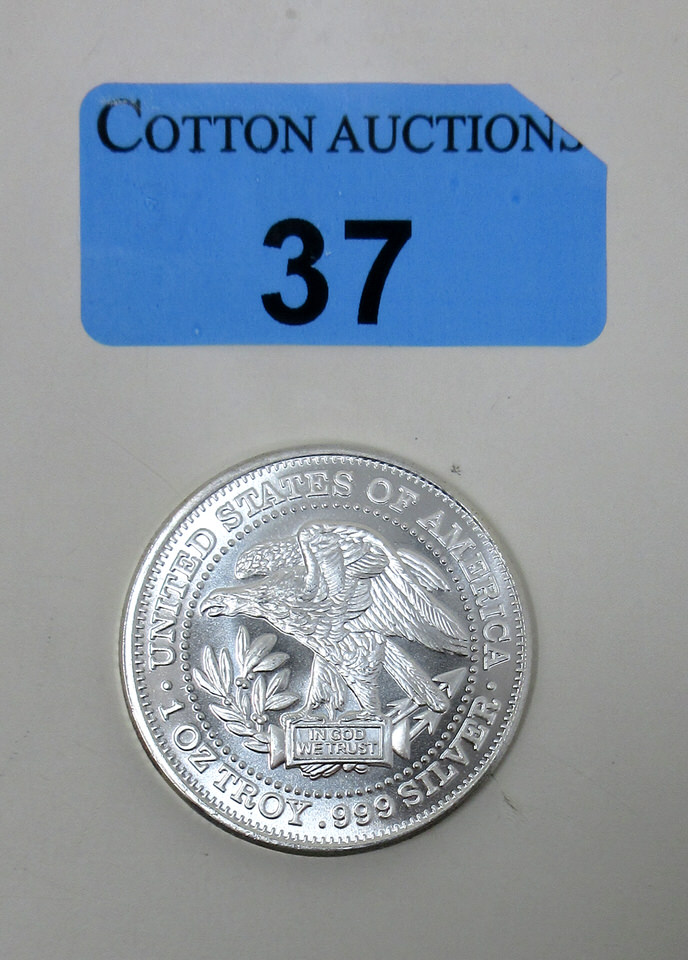 COTTON AUCTIONS
37
UNITED STATES OF AMERICA
IN GOD
WE TRUST
· 1 OZ TROY .999 SILVER ·